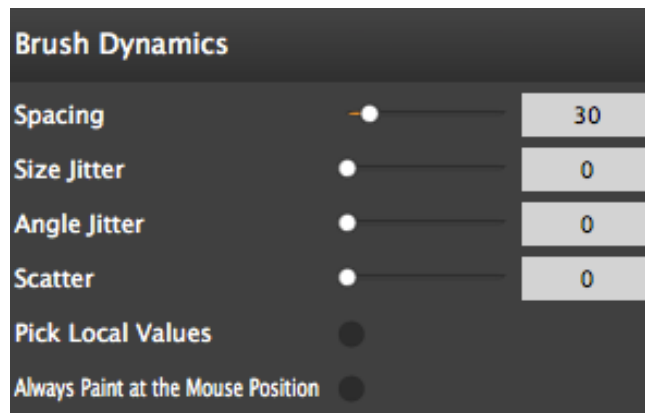 Brush Dynamics
Spacing 30
Size Jitter 0
Angle Jitter 0
Scatter 0
Pick Local Values
Always Paint at the Mouse Position